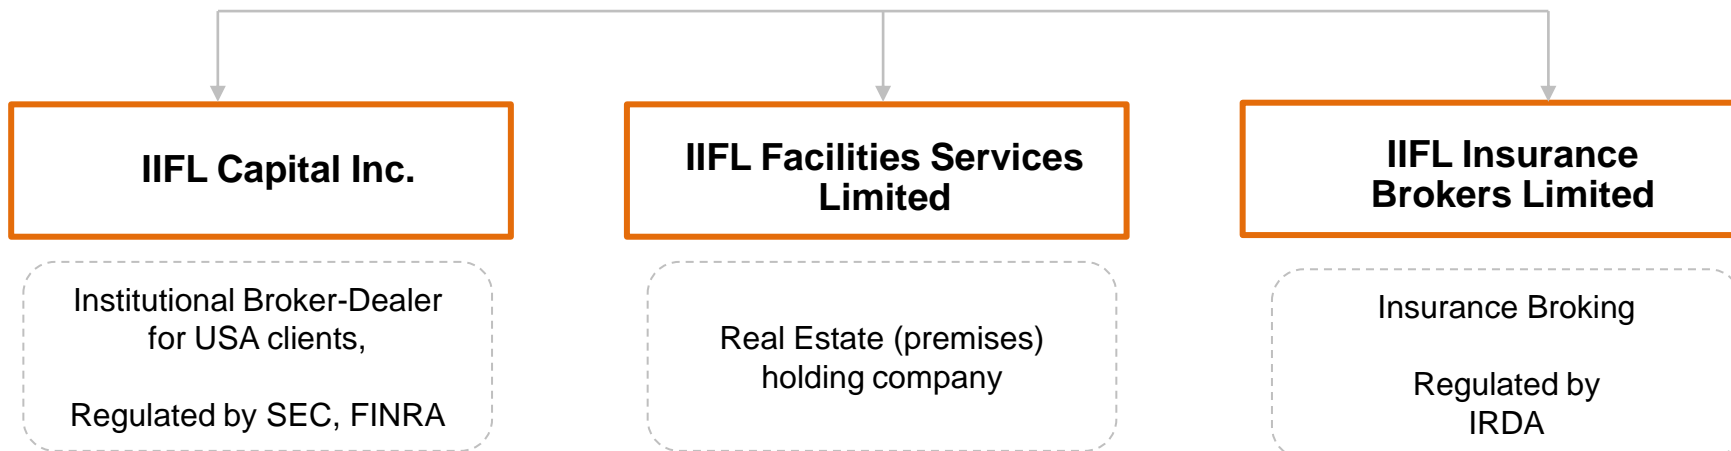 IIFL Capital Inc.
IIFL Facilities Services
Limited
IIFL Insurance
Brokers Limited
Institutional Broker-Dealer
for USA clients,
Regulated by SEC, FINRA
Real Estate (premises)
holding company
Insurance Broking
Regulated by
IRDA